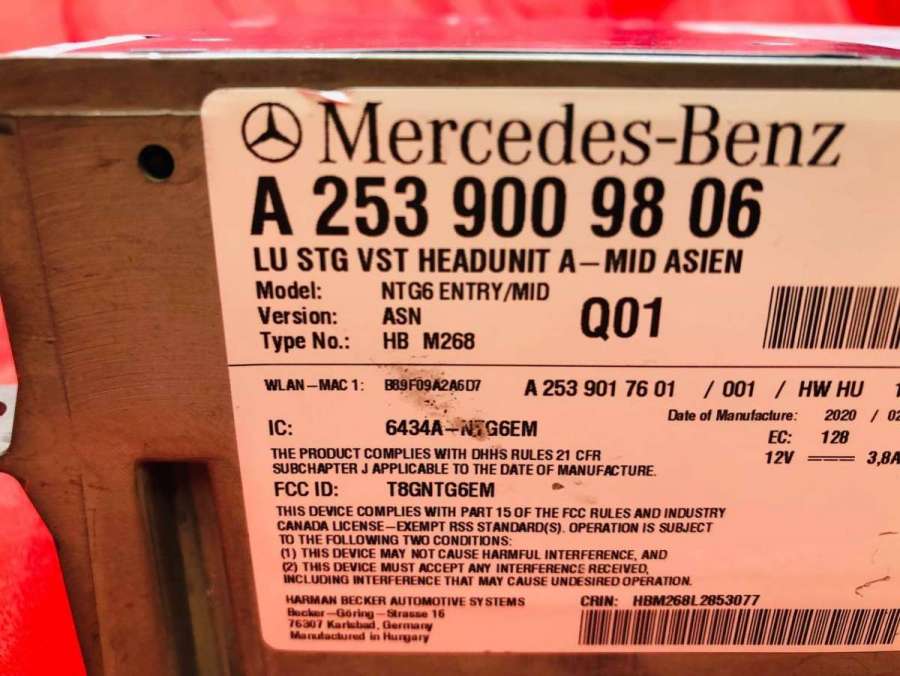 Mercedes-Benz
A 253 900 98 06
LU STG VST HEADUNIT A-MID ASIEN
Model: NTG6 ENTRY/MID
Version: ASN
Type No.: HB M268
Q01
WLAN-MAC 1: B89F09A2A6D7 A 253 901 76 01 / 001 / HW HU
Date of Manufacture: 2020 / 02
IC: 6434A-NTG6EM
EC: 128
12V 3,8A
THE PRODUCT COMPLIES WITH DHHS RULES 21 CFR
SUBCHAPTER J APPLICABLE TO THE DATE OF MANUFACTURE.
FCC ID: T8GNTG6EM
THIS DEVICE COMPLIES WITH PART 15 OF THE FCC RULES AND INDUSTRY
CANADA LICENSE-EXEMPT RSS STANDARD(S). OPERATION IS SUBJECT
TO THE FOLLOWING TWO CONDITIONS:
(1) THIS DEVICE MAY NOT CAUSE HARMFUL INTERFERENCE, AND
(2) THIS DEVICE MUST ACCEPT ANY INTERFERENCE RECEIVED,
INCLUDING INTERFERENCE THAT MAY CAUSE UNDESIRED OPERATION.
HARMAN BECKER AUTOMOTIVE SYSTEMS CRIN: HBM268L2853077
Becker-Göring-Strasse 16
76307 Karlsbad, Germany
Manufactured in Hungary